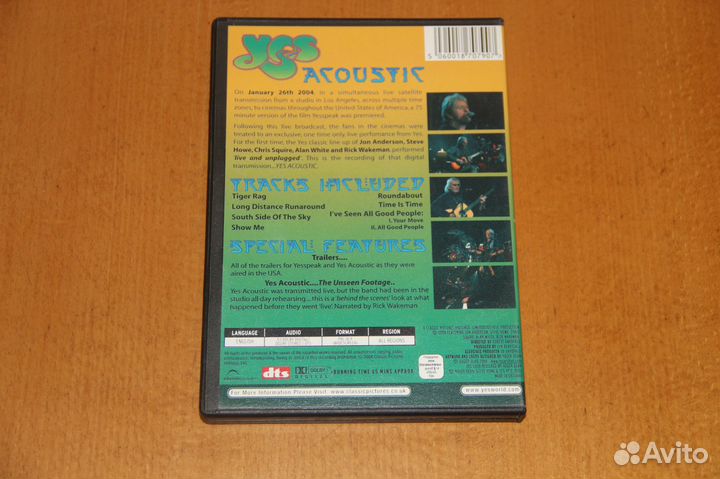 YES
ACOUSTIC
5 060018 707907
On January 26th 2004, in a simultaneous live satellite
transmission from a studio in Los Angeles, across multiple time
zones, to cinemas throughout the United States of America, a 75
minute version of the film Yesspeak was premiered.
Following this 'live' broadcast, the fans in the cinemas were
treated to an exclusive, one time only, live performance from Yes.
For the first time, the Yes classic line up of Jon Anderson, Steve
Howe, Chris Squire, Alan White and Rick Wakeman performed
'live and unplugged'. This is the recording of that digital
transmission...YES ACOUSTIC.
TRACKS INCLUDED
Tiger Rag
Long Distance Runaround
South Side Of The Sky
Show Me
Roundabout
Time Is Time
I've Seen All Good People:
i. Your Move
ii. All Good People
SPECIAL FEATURES
Trailers....
All of the trailers for Yesspeak and Yes Acoustic as they were
aired in the USA.
Yes Acoustic....The Unseen Footage..
Yes Acoustic was transmitted live, but the band had been in the
studio all day rehearsing....this is a 'behind the scenes' look at what
happened before they went 'live'. Narrated by Rick Wakeman
LANGUAGE AUDIO FORMAT REGION
ENGLISH ALL REGIONS
dts DOLBY DIGITAL RUNNING TIME 65 MINS APPROX
For More Information Please Visit: www.classicpictures.co.uk
www.yesworld.com
Avito